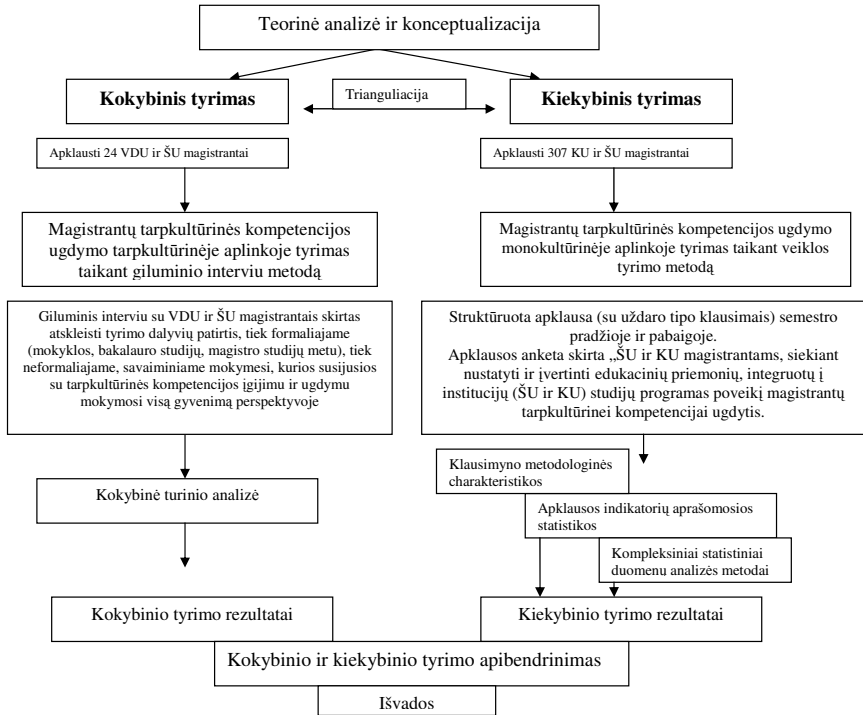 Teorinė analizė ir konceptualizacija
Kokybinis tyrimas
Trianguliacija
Kiekybinis tyrimas
Apklausti 24 VDU ir ŠU magistrantai
Apklausti 307 KU ir ŠU magistrantai
Magistrantų tarpkultūrinės kompetencijos
ugdymo tarpkultūrinėje aplinkoje tyrimas
taikant giluminio interviu metodą
Magistrantų tarpkultūrinės kompetencijos ugdymo
monokultūrinėje aplinkoje tyrimas taikant veiklos
tyrimo metodą
Giluminis interviu su VDU ir ŠU magistrantais skirtas
atskleisti tyrimo dalyvių patirtis, tiek formaliajame
(mokyklos, bakalauro studijų, magistro studijų metu), tiek
neformaliajame, savaiminiame mokymesi, kurios susijusios
su tarpkultūrinės kompetencijos įgijimu ir ugdymu
mokymosi visą gyvenimą perspektyvoje
Struktūruota apklausa (su uždaro tipo klausimais) semestro
pradžioje ir pabaigoje.
Apklausos anketa skirta „ŠU ir KU magistrantams, siekiant
nustatyti ir įvertinti edukacinių priemonių, integruotų į
institucijų (ŠU ir KU) studijų programas poveikį magistrantų
tarpkultūrinei kompetencijai ugdytis.
Kokybinė turinio analizė
Klausimyno metodologinės
charakteristikos
Apklausos indikatorių aprašomosios
statistikos
Kompleksiniai statistiniai
duomenų analizės metodai
Kokybinio tyrimo rezultatai
Kiekybinio tyrimo rezultatai
Kokybinio ir kiekybinio tyrimo apibendrinimas
Išvados